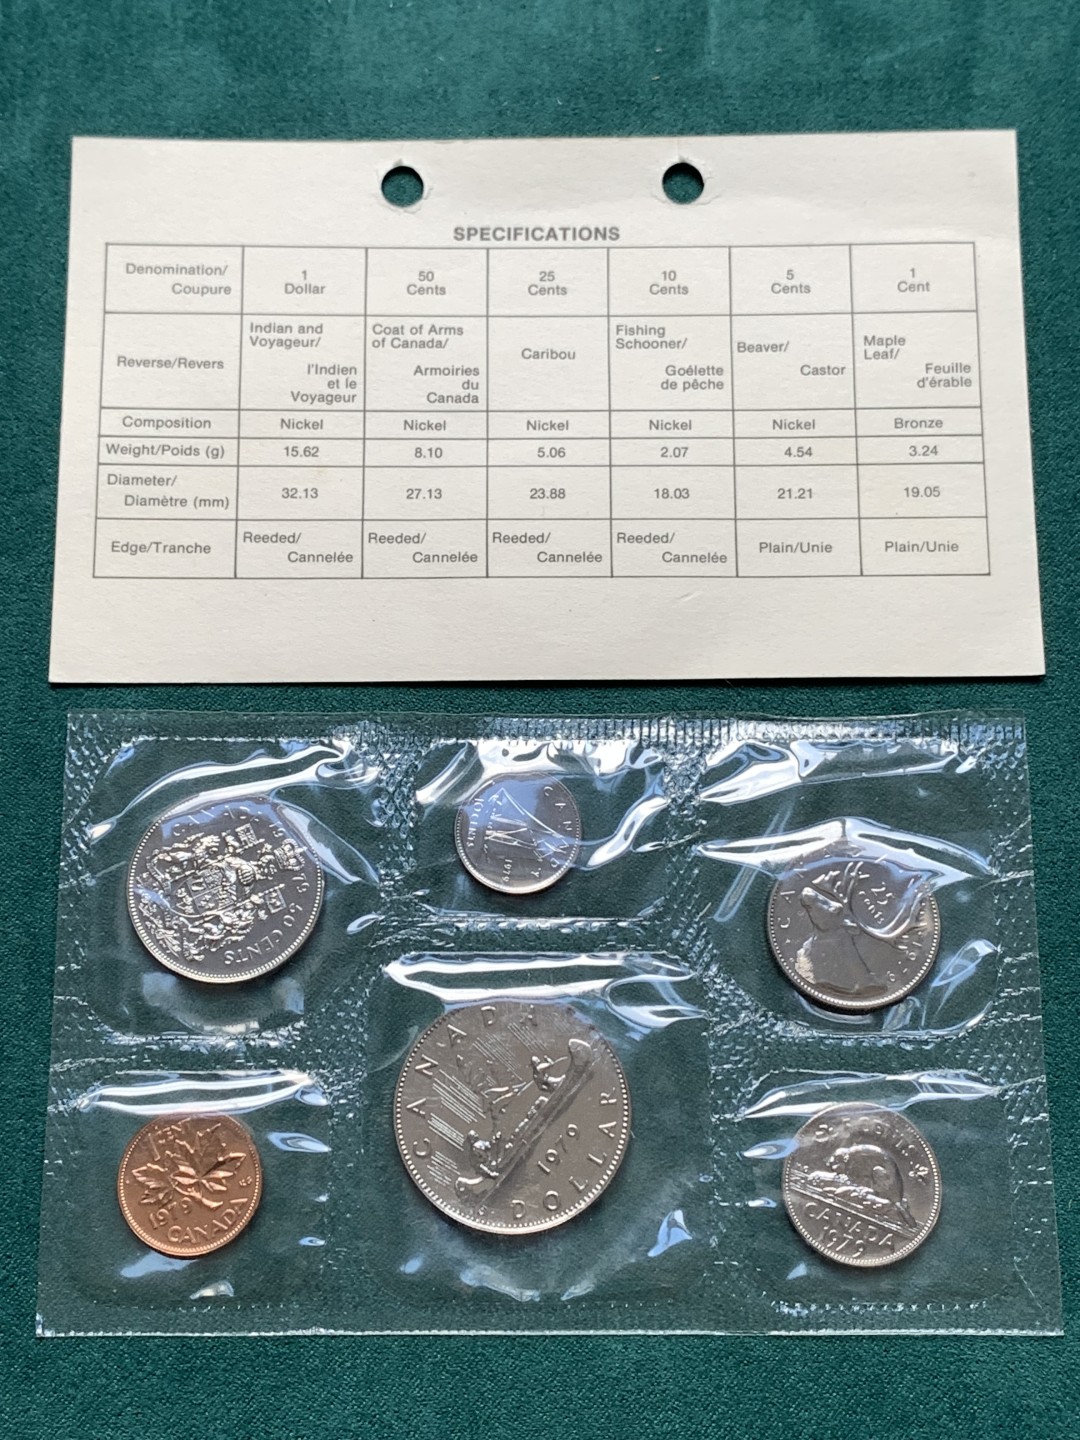 SPECIFICATIONS
Denomination/ Coupure
1 Dollar
50 Cents
25 Cents
10 Cents
5 Cents
1 Cent
Reverse/Revers
Indian and Voyageur/ l'Indien et le Voyageur
Coat of Arms of Canada/ Armoiries du Canada
Caribou
Fishing Schooner/ Goélette de pêche
Beaver/ Castor
Maple Leaf/ Feuille d'érable
Composition Nickel Nickel Nickel Nickel Nickel Bronze
Weight/Poids (g) 15.62 8.10 5.06 2.07 4.54 3.24
Diameter/ Diamètre (mm) 32.13 27.13 23.88 18.03 21.21 19.05
Edge/Tranche Reeded/ Cannelée Reeded/ Cannelée Reeded/ Cannelée Reeded/ Cannelée Plain/Unie Plain/Unie
50 CENTS
CANADA
10 CENTS
1979
25 cents
1979
1979
CANADA
CANADA
1979
DOLLAR
CANADA
1979